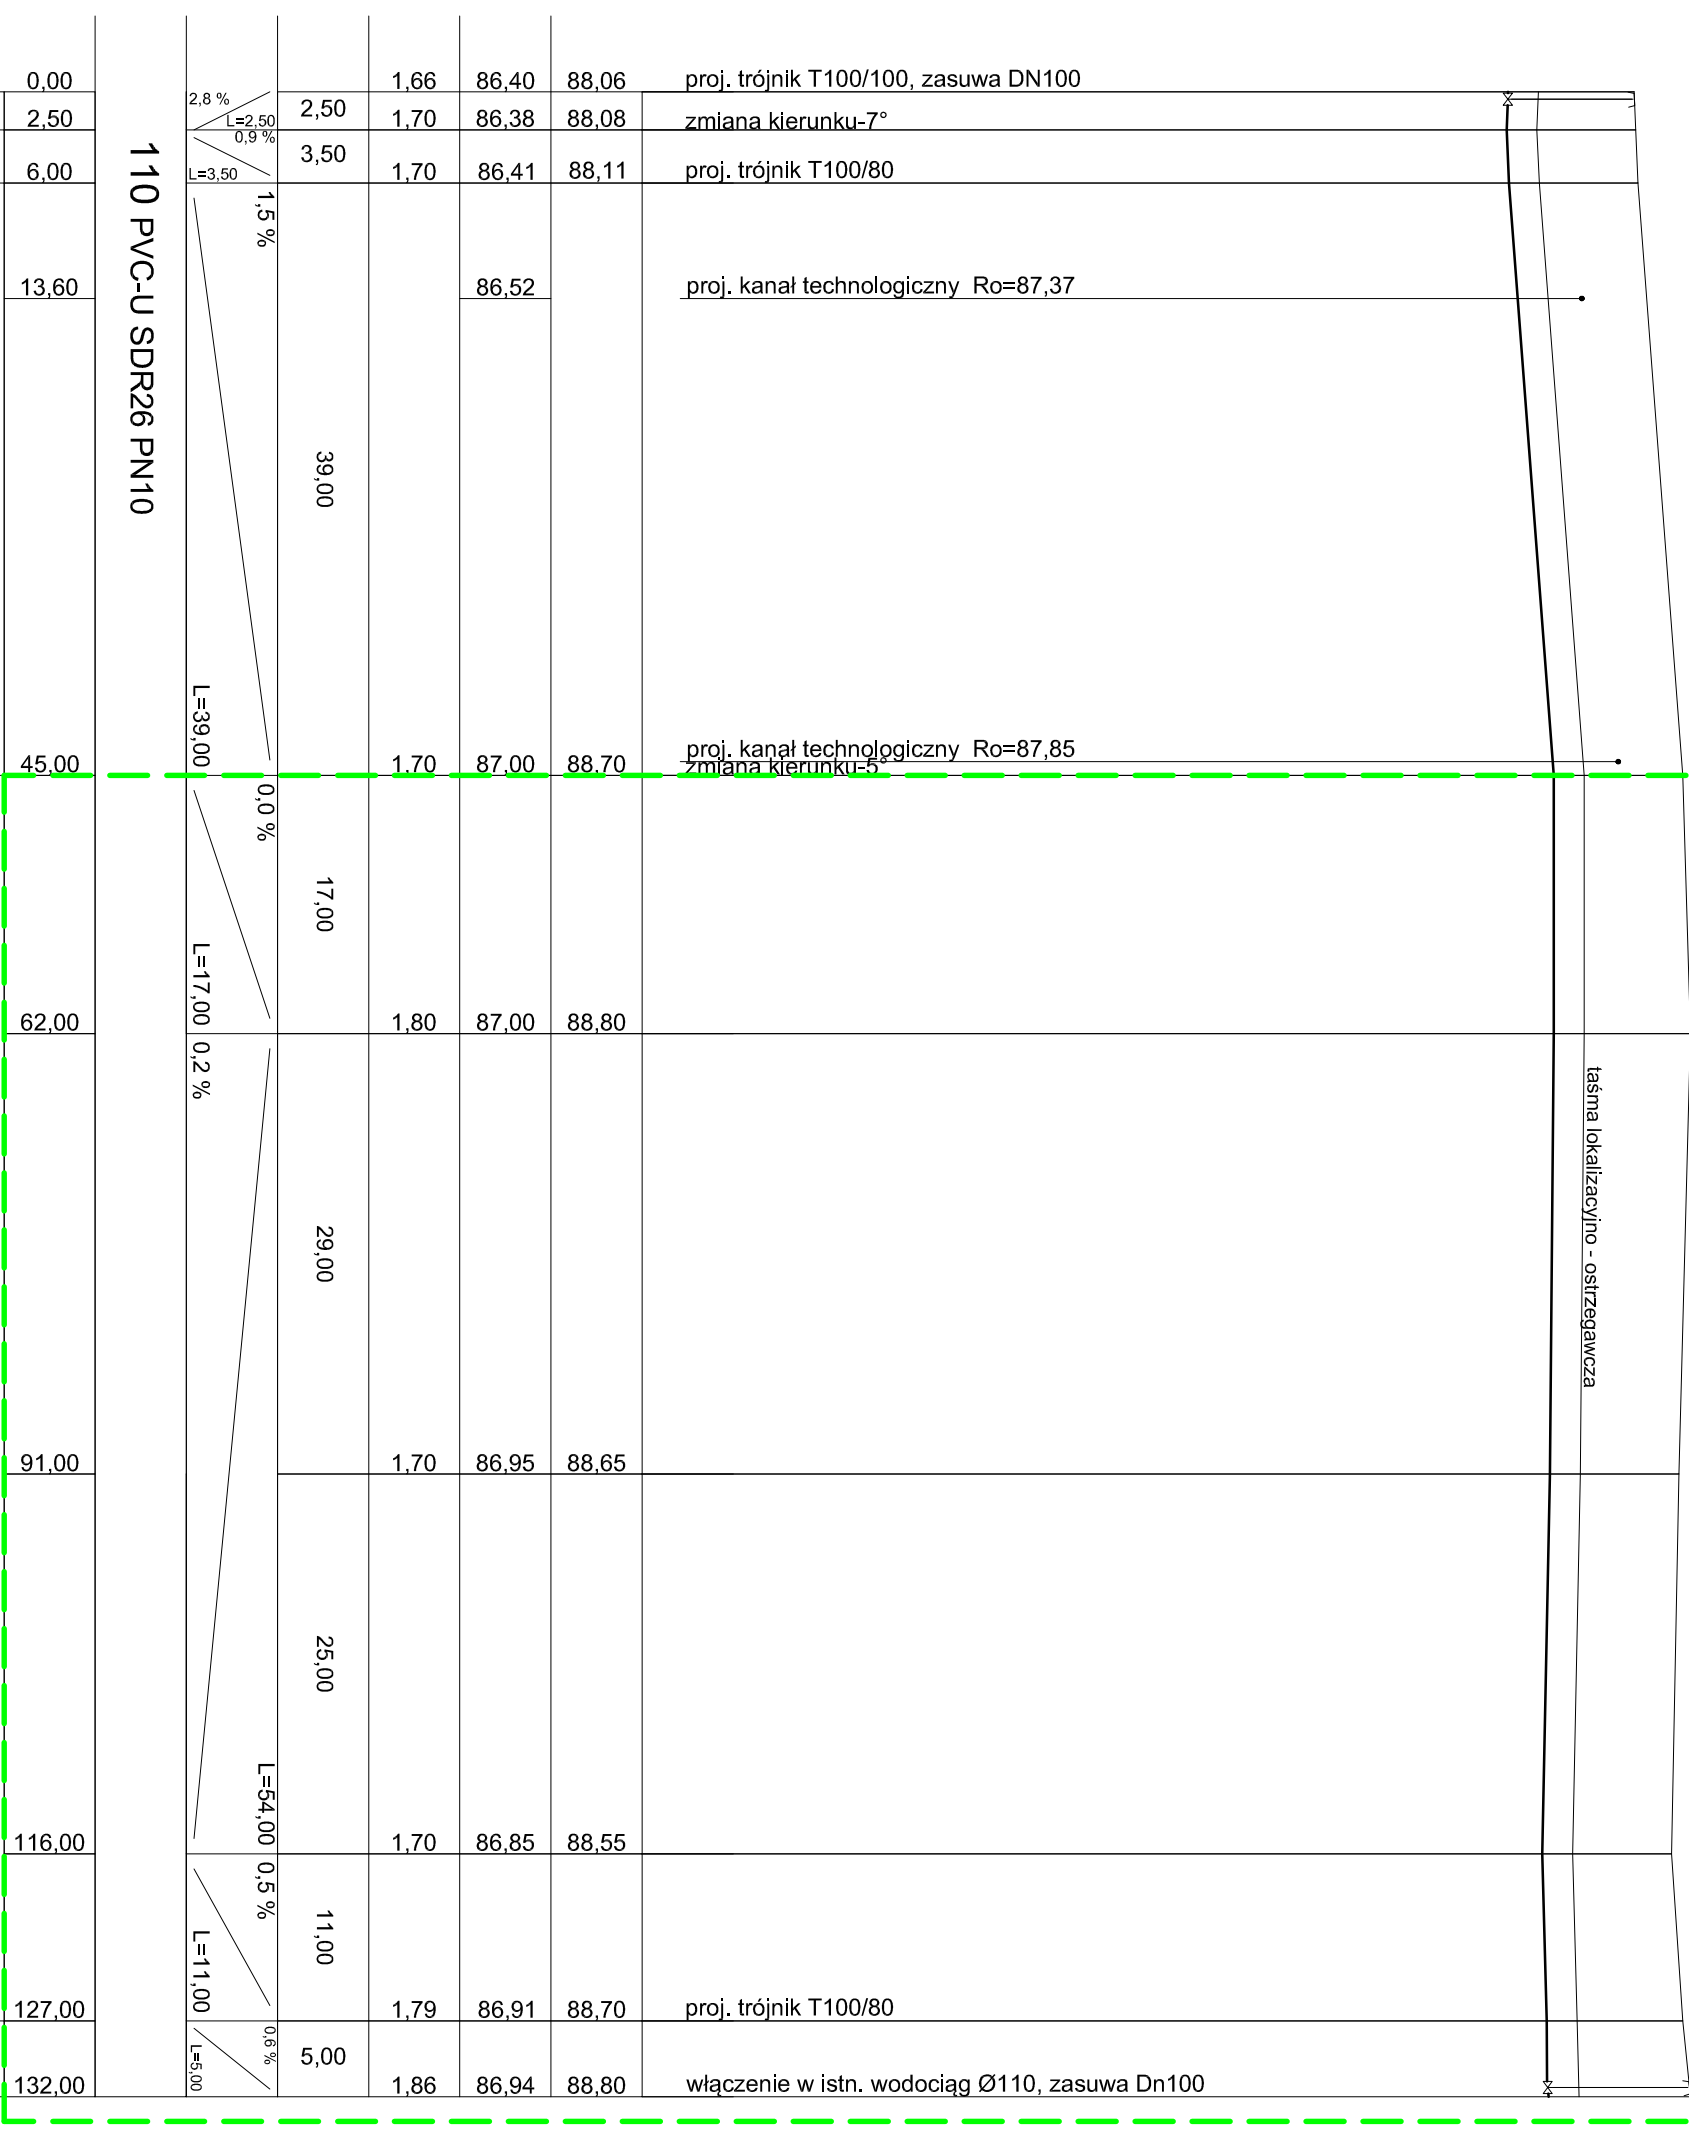 0,00 1,66 86,40 88,06 proj. trójnik T100/100, zasuwa DN100
2,8 %
L=2,50
2,50
2,50 1,70 86,38 88,08 zmiana kierunku-7°
0,9 %
L=3,50
3,50
6,00 1,70 86,41 88,11 proj. trójnik T100/80
110 PVC-U SDR26 PN10
1,5 %
13,60 86,52 proj. kanał technologiczny Ro=87,37
39,00
L=39,00
proj. kanał technologiczny Ro=87,85
45,00 1,70 87,00 88,70 zmiana kierunku-5°
0,0 %
17,00
L=17,00
62,00 1,80 87,00 88,80
0,2 %
taśma lokalizacyjno - ostrzegawcza
29,00
91,00 1,70 86,95 88,65
25,00
L=54,00
116,00 1,70 86,85 88,55
0,5 %
11,00
L=11,00
127,00 1,79 86,91 88,70 proj. trójnik T100/80
0,6 %
L=5,00
5,00
132,00 1,86 86,94 88,80 włączenie w istn. wodociąg Ø110, zasuwa Dn100